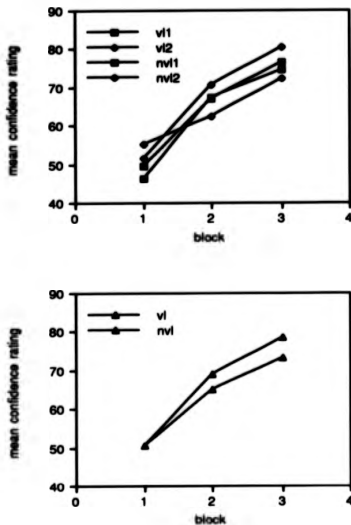 90
80
70
60
50
40
vl1
vl2
nvl1
nvl2
mean confidence rating
0 1 2 3 4
block
90
80
70
60
50
40
vl
nvl
mean confidence rating
0 1 2 3 4
block